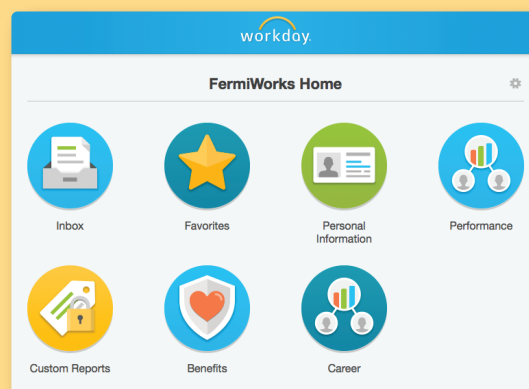 workday.
FermiWorks Home
Inbox
Favorites
Personal
Information
Performance
Custom Reports
Benefits
Career